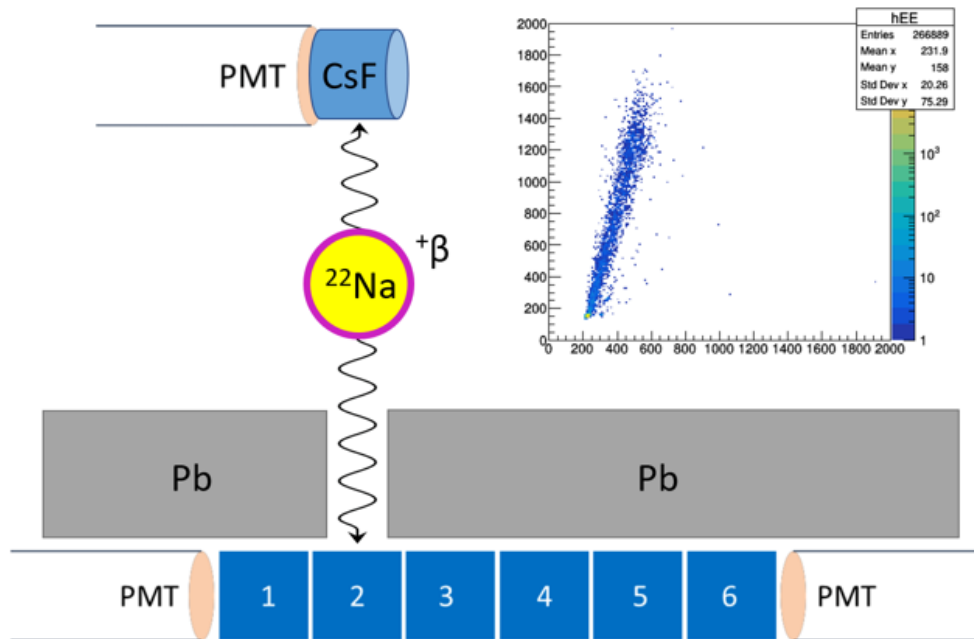 PMT
CsF
+β
²²Na
Pb
Pb
PMT
1 2 3 4 5 6
PMT
hEE
Entries 266889
Mean x 231.9
Mean y 158
Std Dev x 20.26
Std Dev y 75.29
2000
1800
1600
1400
1200
1000
800
600
400
200
0
0 200 400 600 800 1000 1200 1400 1600 1800 2000
10³
10²
10
1